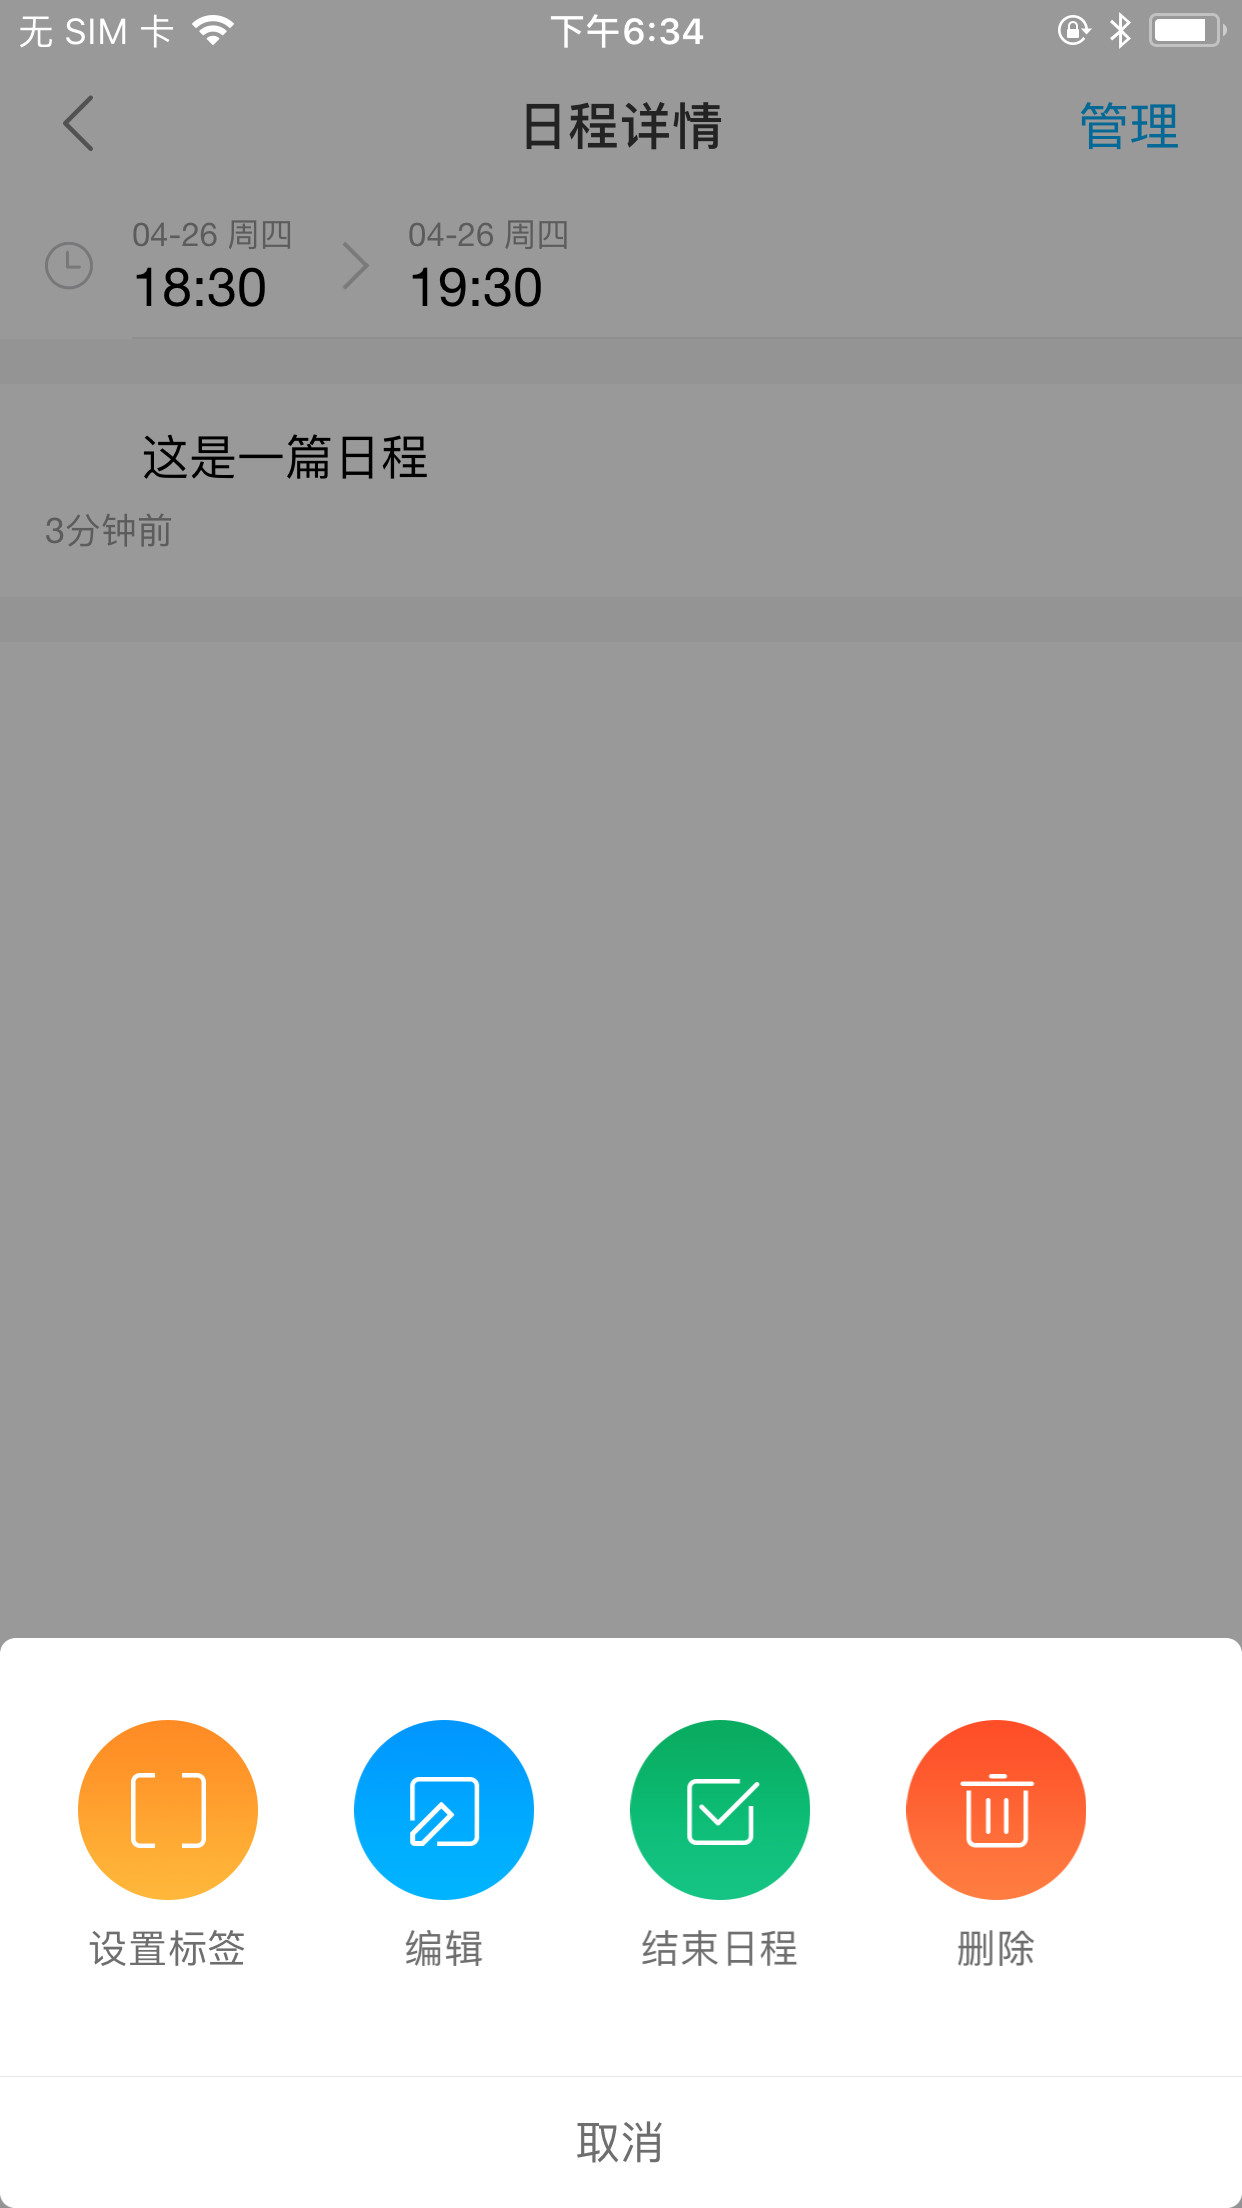 无 SIM 卡
下午6:34
日程详情
管理
04-26 周四
18:30
04-26 周四
19:30
这是一篇日程
3分钟前
设置标签
编辑
结束日程
删除
取消